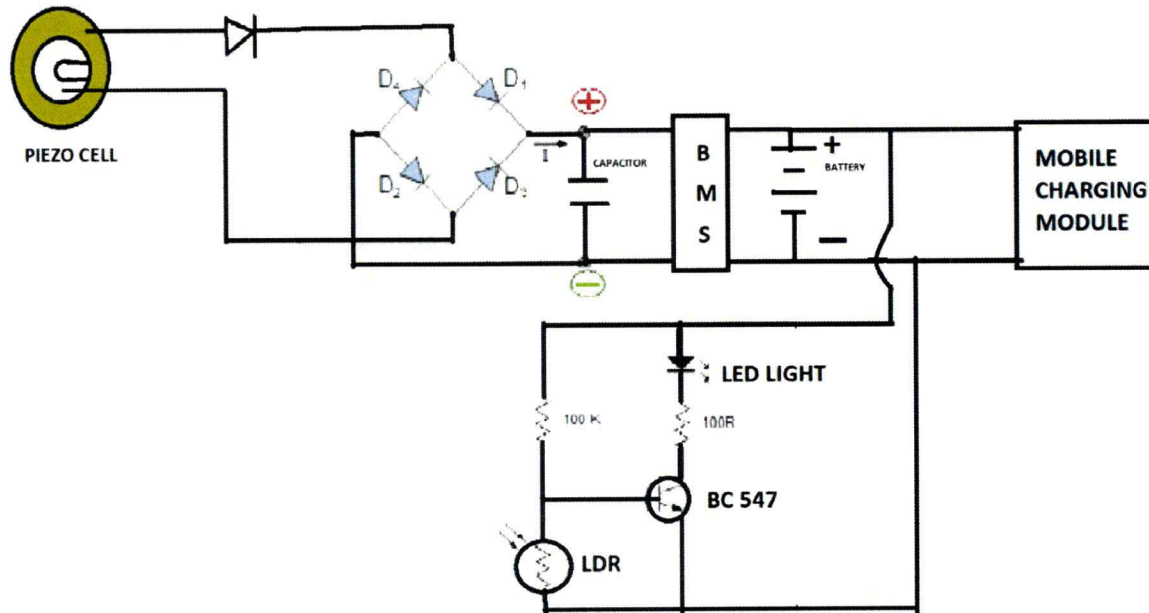 D₄
D₁
PIEZO CELL
+
I
CAPACITOR
B
M
S
+
BATTERY
MOBILE
CHARGING
MODULE
D₂
D₃
−
−
LED LIGHT
100 K
100R
BC 547
LDR